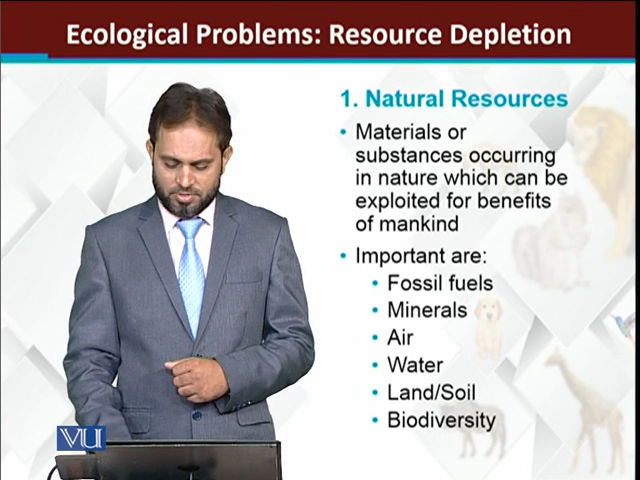 Ecological Problems: Resource Depletion
1. Natural Resources
• Materials or
substances occurring
in nature which can be
exploited for benefits
of mankind
• Important are:
• Fossil fuels
• Minerals
• Air
• Water
• Land/Soil
• Biodiversity
VU